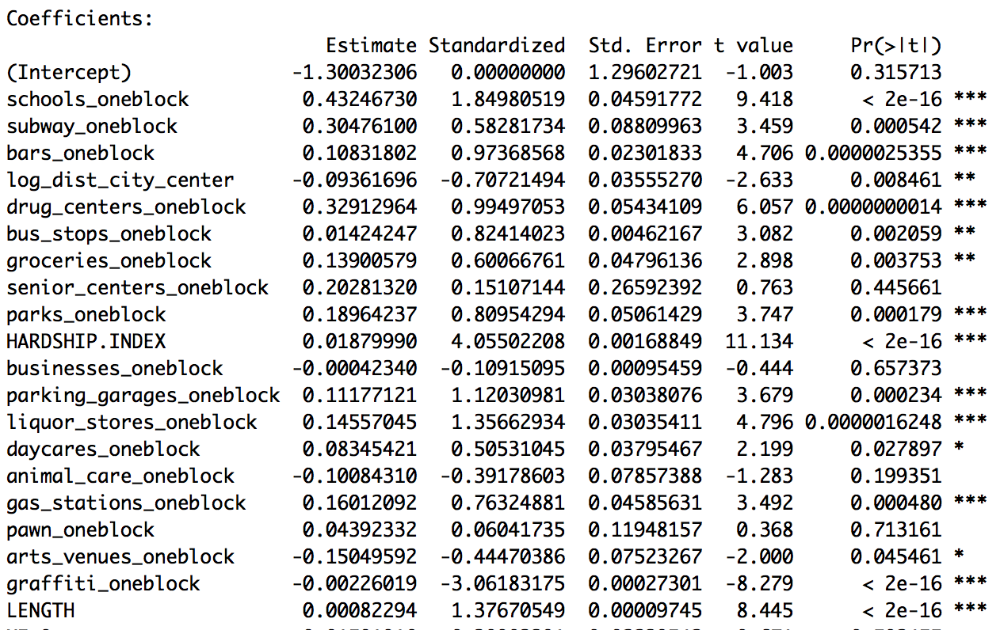 Coefficients:
Estimate Standardized Std. Error t value Pr(>|t|)
(Intercept) -1.30032306 0.00000000 1.29602721 -1.003 0.315713
schools_oneblock 0.43246730 1.84980519 0.04591772 9.418 < 2e-16 ***
subway_oneblock 0.30476100 0.58281734 0.08809963 3.459 0.000542 ***
bars_oneblock 0.10831802 0.97368568 0.02301833 4.706 0.0000025355 ***
log_dist_city_center -0.09361696 -0.70721494 0.03555270 -2.633 0.008461 **
drug_centers_oneblock 0.32912964 0.99497053 0.05434109 6.057 0.0000000014 ***
bus_stops_oneblock 0.01424247 0.82414023 0.00462167 3.082 0.002059 **
groceries_oneblock 0.13900579 0.60066761 0.04796136 2.898 0.003753 **
senior_centers_oneblock 0.20281320 0.15107144 0.26592392 0.763 0.445661
parks_oneblock 0.18964237 0.80954294 0.05061429 3.747 0.000179 ***
HARDSHIP.INDEX 0.01879990 4.05502208 0.00168849 11.134 < 2e-16 ***
businesses_oneblock -0.00042340 -0.10915095 0.00095459 -0.444 0.657373
parking_garages_oneblock 0.11177121 1.12030981 0.03038076 3.679 0.000234 ***
liquor_stores_oneblock 0.14557045 1.35662934 0.03035411 4.796 0.0000016248 ***
daycares_oneblock 0.08345421 0.50531045 0.03795467 2.199 0.027897 *
animal_care_oneblock -0.10084310 -0.39178603 0.07857388 -1.283 0.199351
gas_stations_oneblock 0.16012092 0.76324881 0.04585631 3.492 0.000480 ***
pawn_oneblock 0.04392332 0.06041735 0.11948157 0.368 0.713161
arts_venues_oneblock -0.15049592 -0.44470386 0.07523267 -2.000 0.045461 *
graffiti_oneblock -0.00226019 -3.06183175 0.00027301 -8.279 < 2e-16 ***
LENGTH 0.00082294 1.37670549 0.00009745 8.445 < 2e-16 ***